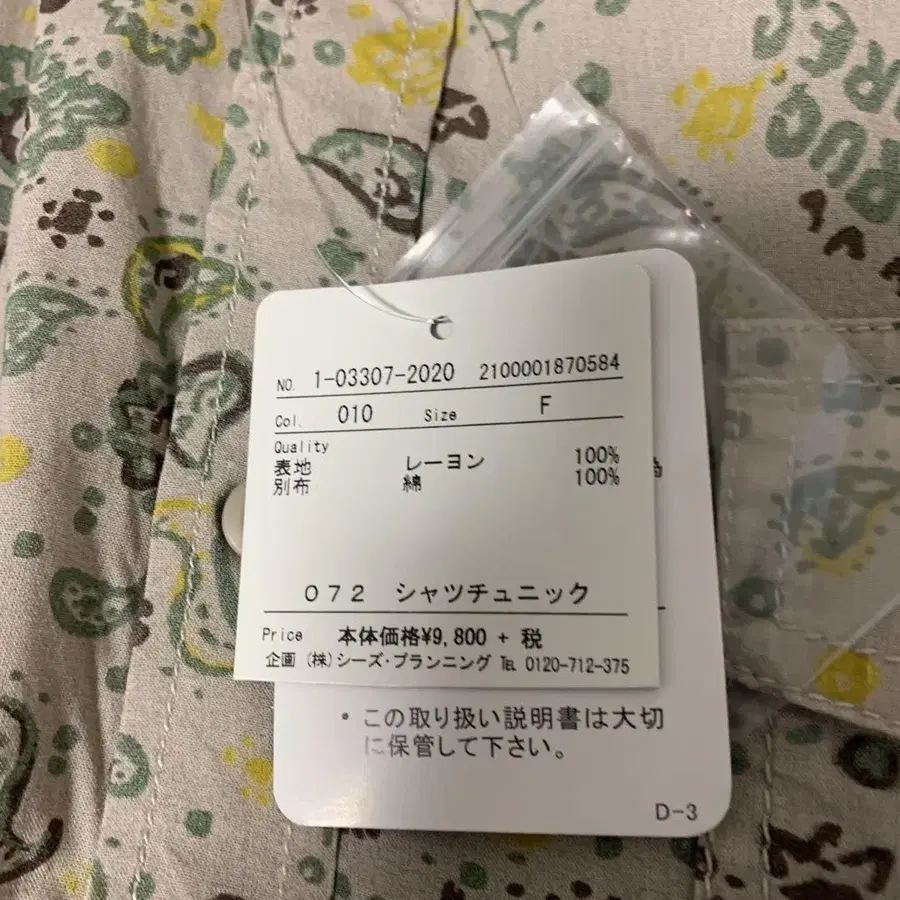 NO. 1-03307-2020 2100001870584
Col. 010 Size F
Quality
表地 レーヨン 100%
別布 綿 100%
072 シャツチュニック
Price 本体価格¥9,800 + 税
企画 (株)シーズ・プランニング TEL 0120-712-375
・この取り扱い説明書は大切
に保管して下さい。
D-3